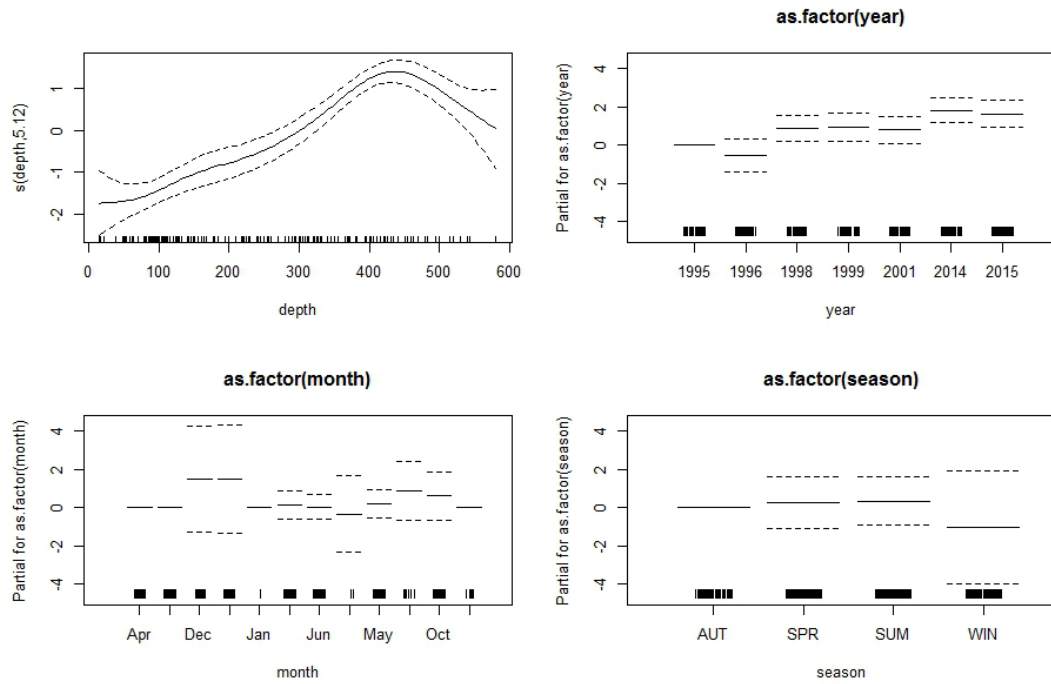 s(depth,5.12)
1
0
-1
-2
0 100 200 300 400 500 600
depth
as.factor(year)
Partial for as.factor(year)
4
2
0
-2
-4
1995 1996 1998 1999 2001 2014 2015
year
as.factor(month)
Partial for as.factor(month)
4
2
0
-2
-4
Apr Dec Jan Jun May Oct
month
as.factor(season)
Partial for as.factor(season)
4
2
0
-2
-4
AUT SPR SUM WIN
season